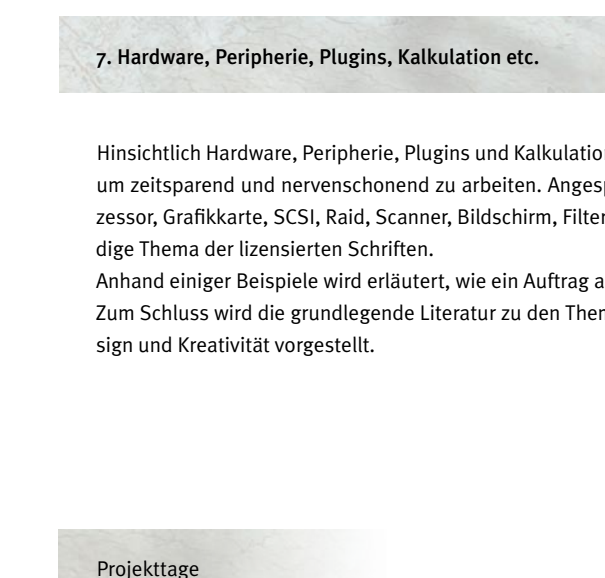 7. Hardware, Peripherie, Plugins, Kalkulation etc.
Hinsichtlich Hardware, Peripherie, Plugins und Kalkulation
um zeitsparend und nervenschonend zu arbeiten.
zessor, Grafikkarte, SCSI, Raid, Scanner, Bildschirm, Filter
dige Thema der lizensierten Schriften.
Anhand einiger Beispiele wird erläutert, wie ein Auftrag
Zum Schluss wird die grundlegende Literatur zu den
sign und Kreativität vorgestellt.
Projekttage